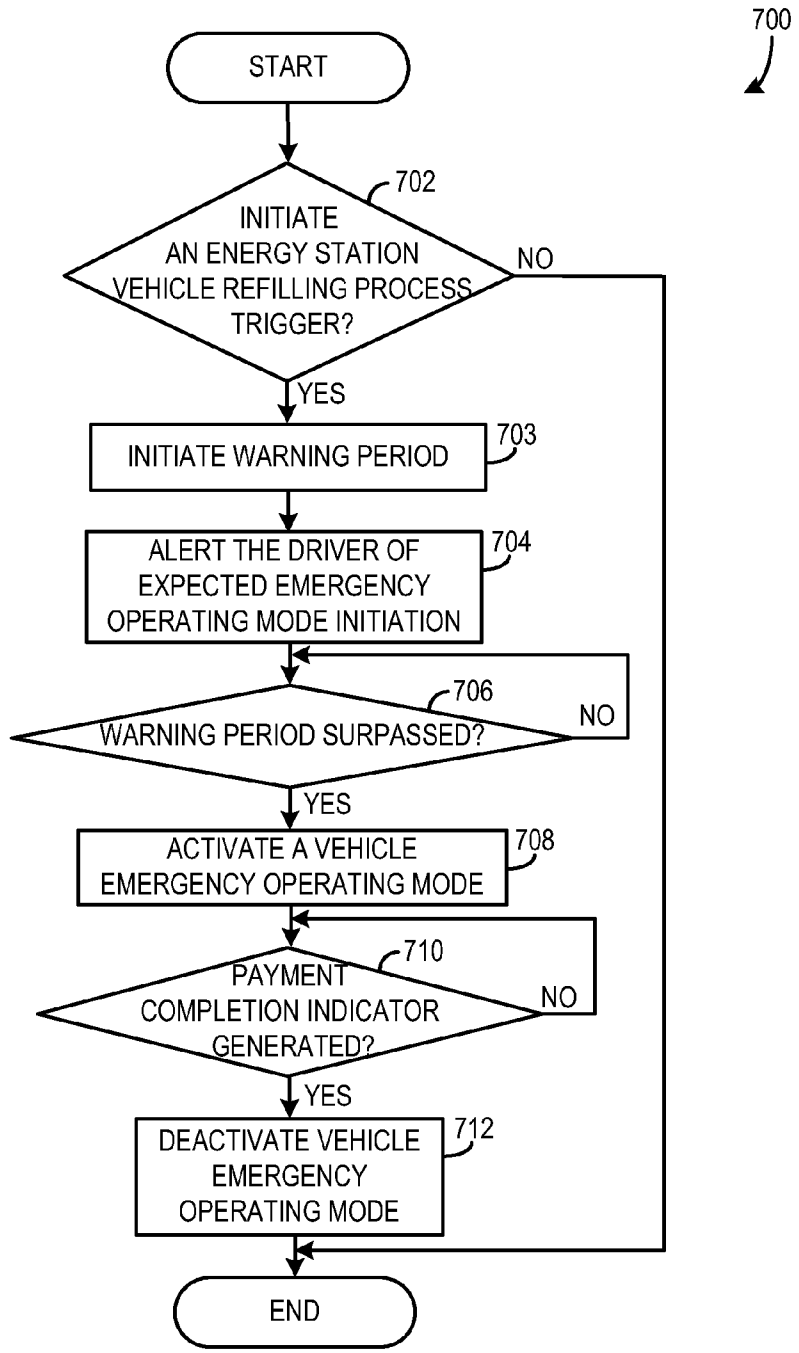 700
START
702
INITIATE
AN ENERGY STATION
VEHICLE REFILLING PROCESS
TRIGGER?
NO
YES
INITIATE WARNING PERIOD
703
ALERT THE DRIVER OF
EXPECTED EMERGENCY
OPERATING MODE INITIATION
704
706
WARNING PERIOD SURPASSED?
NO
YES
ACTIVATE A VEHICLE
EMERGENCY OPERATING MODE
708
710
PAYMENT
COMPLETION INDICATOR
GENERATED?
NO
YES
DEACTIVATE VEHICLE
EMERGENCY
OPERATING MODE
712
END